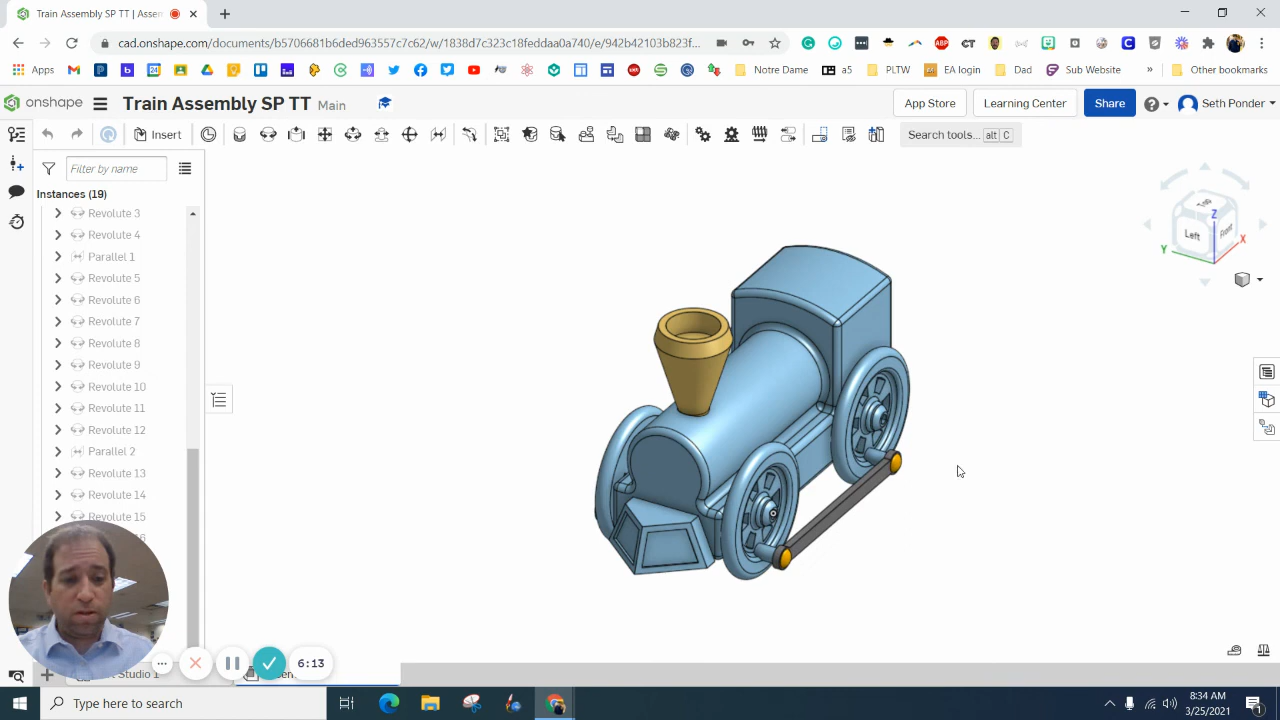 Train Assembly SP TT | Assem
cad.onshape.com/documents/b5706681b6ded963557c7c62/w/1838d7c323c18feddaa0a740/e/942b42103b823f...
Apps
Notre Dame
a5
PLTW
EA login
Dad
Sub Website
»
Other bookmarks
onshape
Train Assembly SP TT Main
App Store
Learning Center
Share
Seth Ponder
Insert
Search tools... alt C
Filter by name
Instances (19)
Revolute 3
Revolute 4
Parallel 1
Revolute 5
Revolute 6
Revolute 7
Revolute 8
Revolute 9
Revolute 10
Revolute 11
Revolute 12
Parallel 2
Revolute 13
Revolute 14
Revolute 15
Top
Left
Front
Z
Y
X
6:13
Studio 1
Type here to search
8:34 AM
3/25/2021